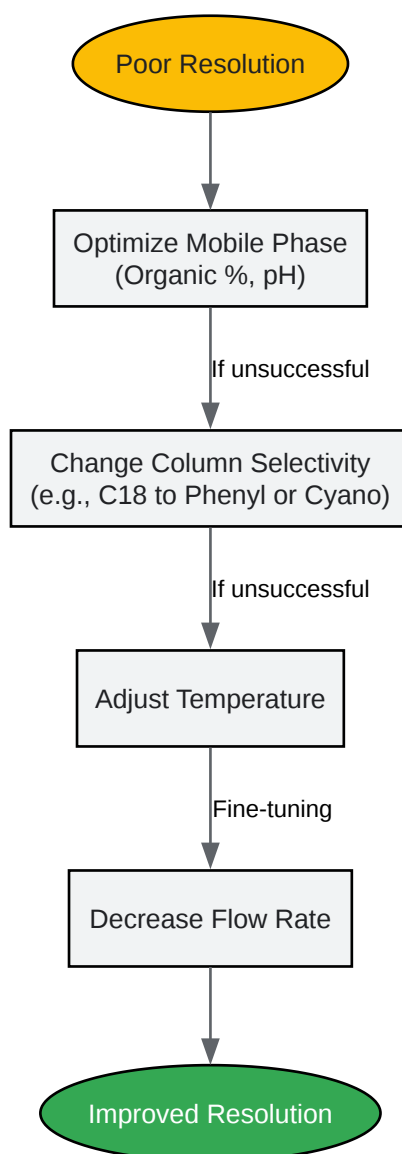 Poor Resolution
Optimize Mobile Phase
(Organic %, pH)
If unsuccessful
Change Column Selectivity
(e.g., C18 to Phenyl or Cyano)
If unsuccessful
Adjust Temperature
Fine-tuning
Decrease Flow Rate
Improved Resolution